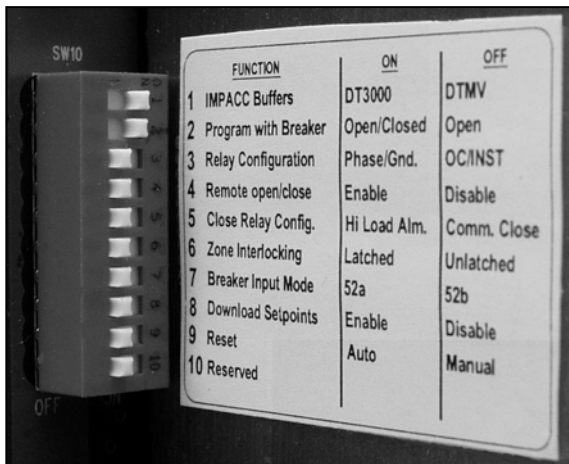 SW10
FUNCTION ON OFF
1 IMPACC Buffers DT3000 DTMV
2 Program with Breaker Open/Closed Open
3 Relay Configuration Phase/Gnd. OC/INST
4 Remote open/close Enable Disable
5 Close Relay Config. Hi Load Alm. Comm. Close
6 Zone Interlocking Latched Unlatched
7 Breaker Input Mode 52a 52b
8 Download Setpoints Enable Disable
9 Reset Auto Manual
10 Reserved
1
2
3
4
5
6
7
8
9
10
OFF
ON